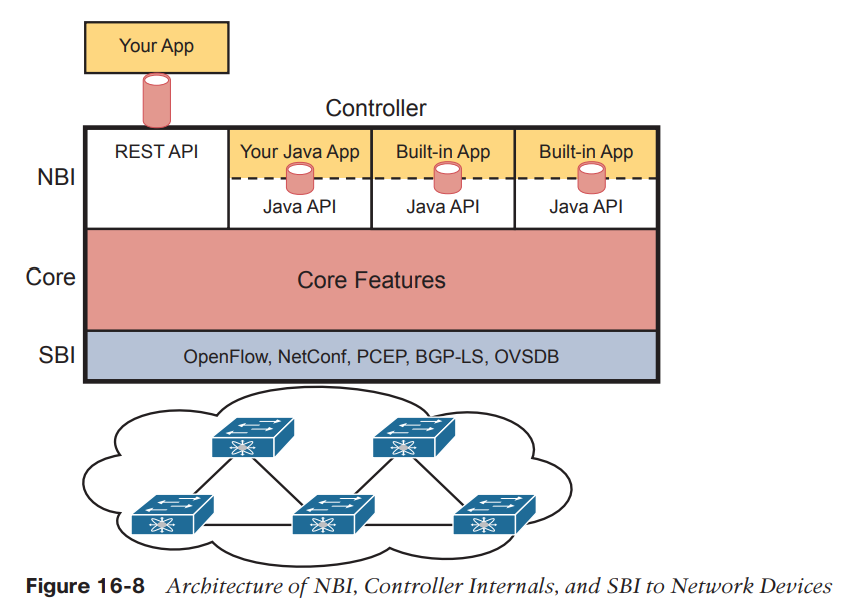 Your App
Controller
NBI
REST API
Your Java App
Built-in App
Built-in App
Java API
Java API
Java API
Core
Core Features
SBI
OpenFlow, NetConf, PCEP, BGP-LS, OVSDB
Figure 16-8 Architecture of NBI, Controller Internals, and SBI to Network Devices